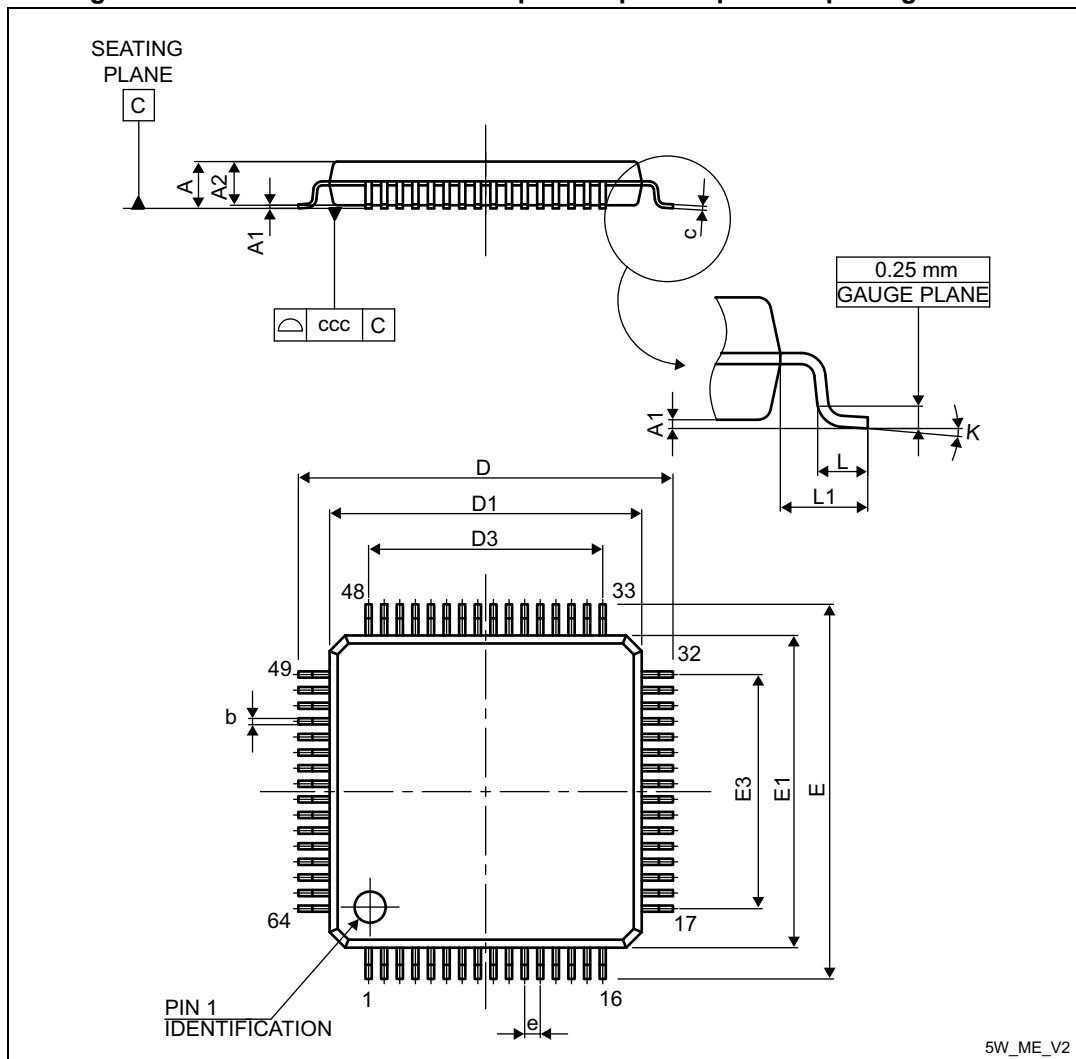 SEATING
PLANE
C
A
A2
A1
c
ccc C
0.25 mm
GAUGE PLANE
A1
K
L
L1
D
D1
D3
48
33
49
32
b
E3
E1
E
64
17
PIN 1
IDENTIFICATION
1
16
e
5W_ME_V2